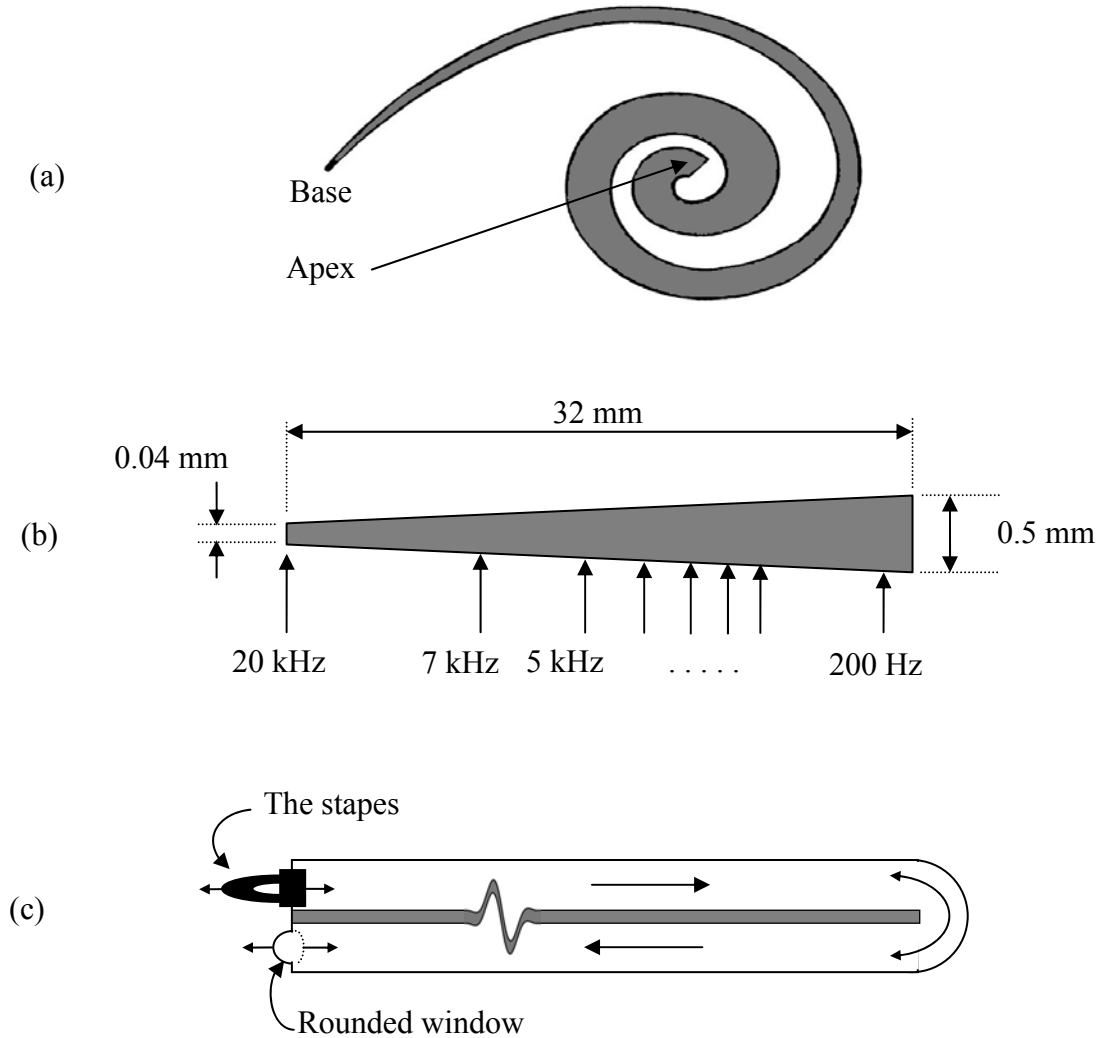 (a)
Base
Apex
32 mm
0.04 mm
(b)
0.5 mm
20 kHz 7 kHz 5 kHz . . . . . 200 Hz
The stapes
(c)
Rounded window